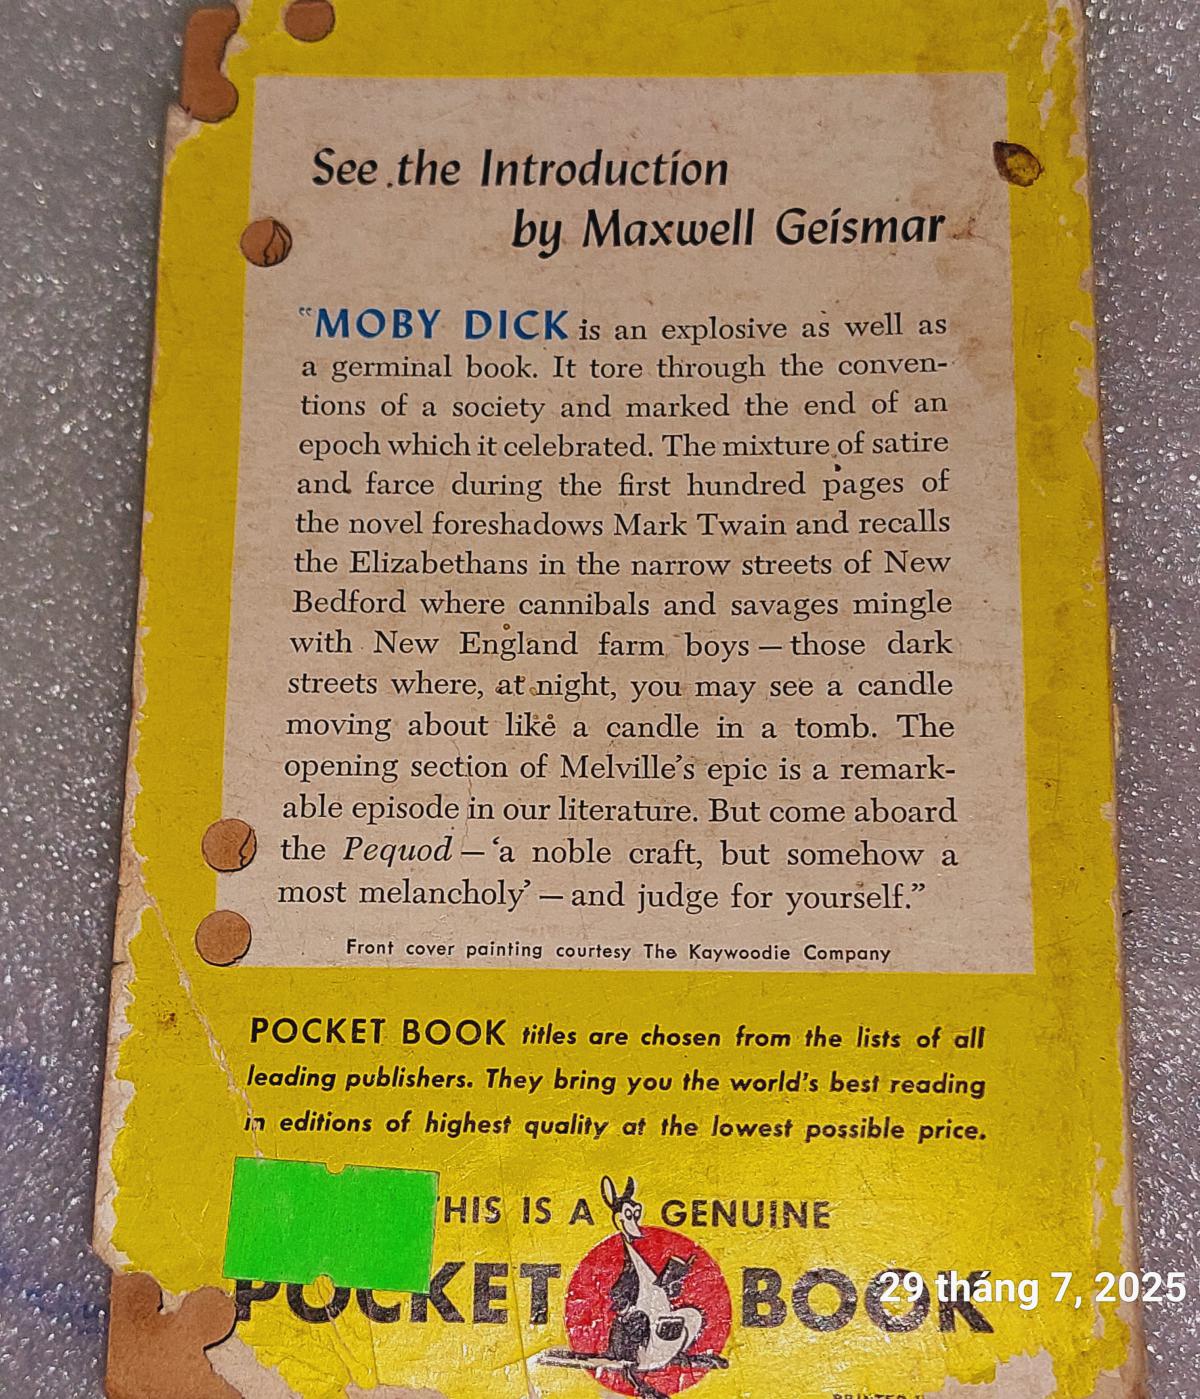 See the Introduction
by Maxwell Geismar
“MOBY DICK is an explosive as well as
a germinal book. It tore through the conven-
tions of a society and marked the end of an
epoch which it celebrated. The mixture of satire
and farce during the first hundred pages of
the novel foreshadows Mark Twain and recalls
the Elizabethans in the narrow streets of New
Bedford where cannibals and savages mingle
with New England farm boys — those dark
streets where, at night, you may see a candle
moving about like a candle in a tomb. The
opening section of Melville’s epic is a remark-
able episode in our literature. But come aboard
the Pequod — ‘a noble craft, but somehow a
most melancholy’ — and judge for yourself.”
Front cover painting courtesy The Kaywoodie Company
POCKET BOOK titles are chosen from the lists of all
leading publishers. They bring you the world’s best reading
in editions of highest quality at the lowest possible price.
HIS IS A GENUINE
POCKET BOOK
29 tháng 7, 2025